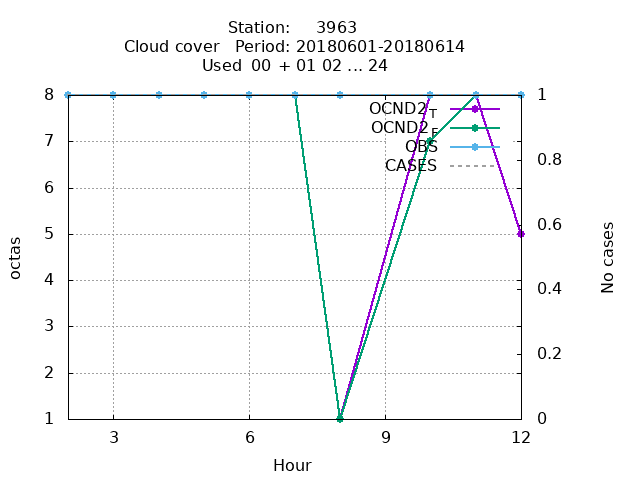 Station: 3963
Cloud cover Period: 20180601-20180614
Used 00 + 01 02 ... 24
8
7
6
5
4
3
2
1
octas
1
0.8
0.6
0.4
0.2
0
No cases
OCND2T
OCND2F
OBS
CASES
3
6
9
12
Hour